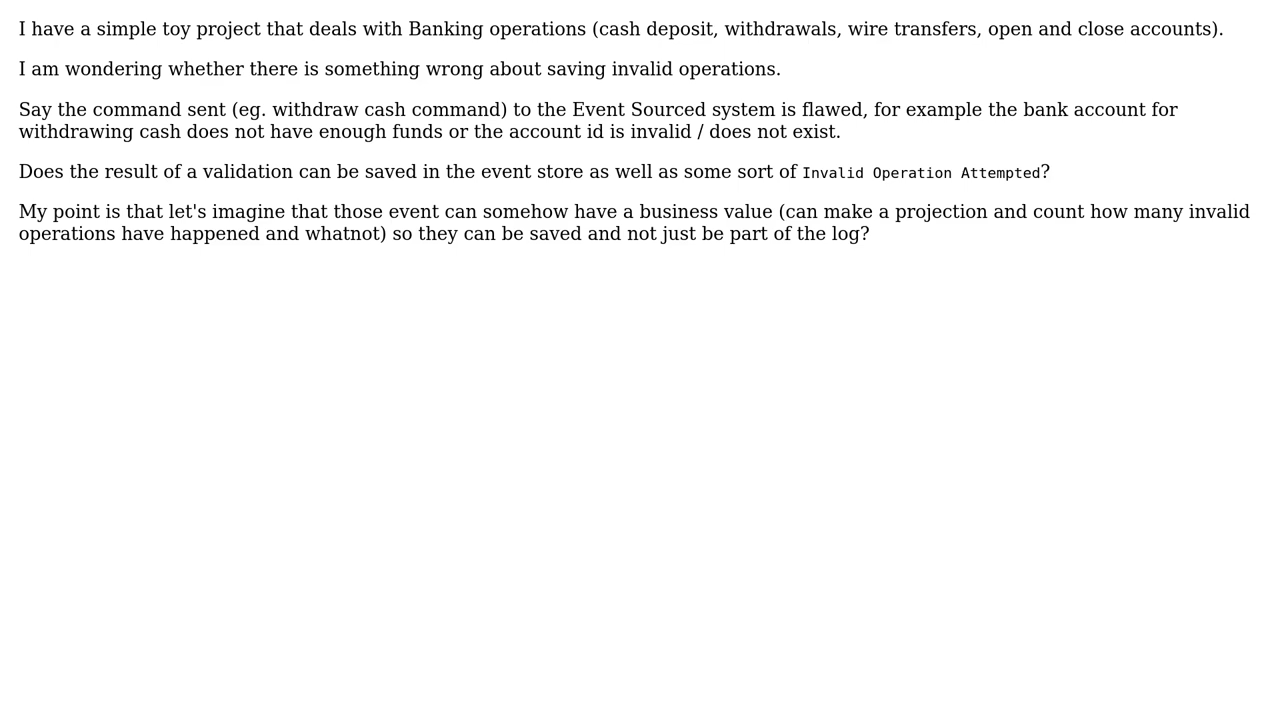 I have a simple toy project that deals with Banking operations (cash deposit, withdrawals, wire transfers, open and close accounts).
I am wondering whether there is something wrong about saving invalid operations.
Say the command sent (eg. withdraw cash command) to the Event Sourced system is flawed, for example the bank account for
withdrawing cash does not have enough funds or the account id is invalid / does not exist.
Does the result of a validation can be saved in the event store as well as some sort of Invalid Operation Attempted?
My point is that let's imagine that those event can somehow have a business value (can make a projection and count how many invalid
operations have happened and whatnot) so they can be saved and not just be part of the log?